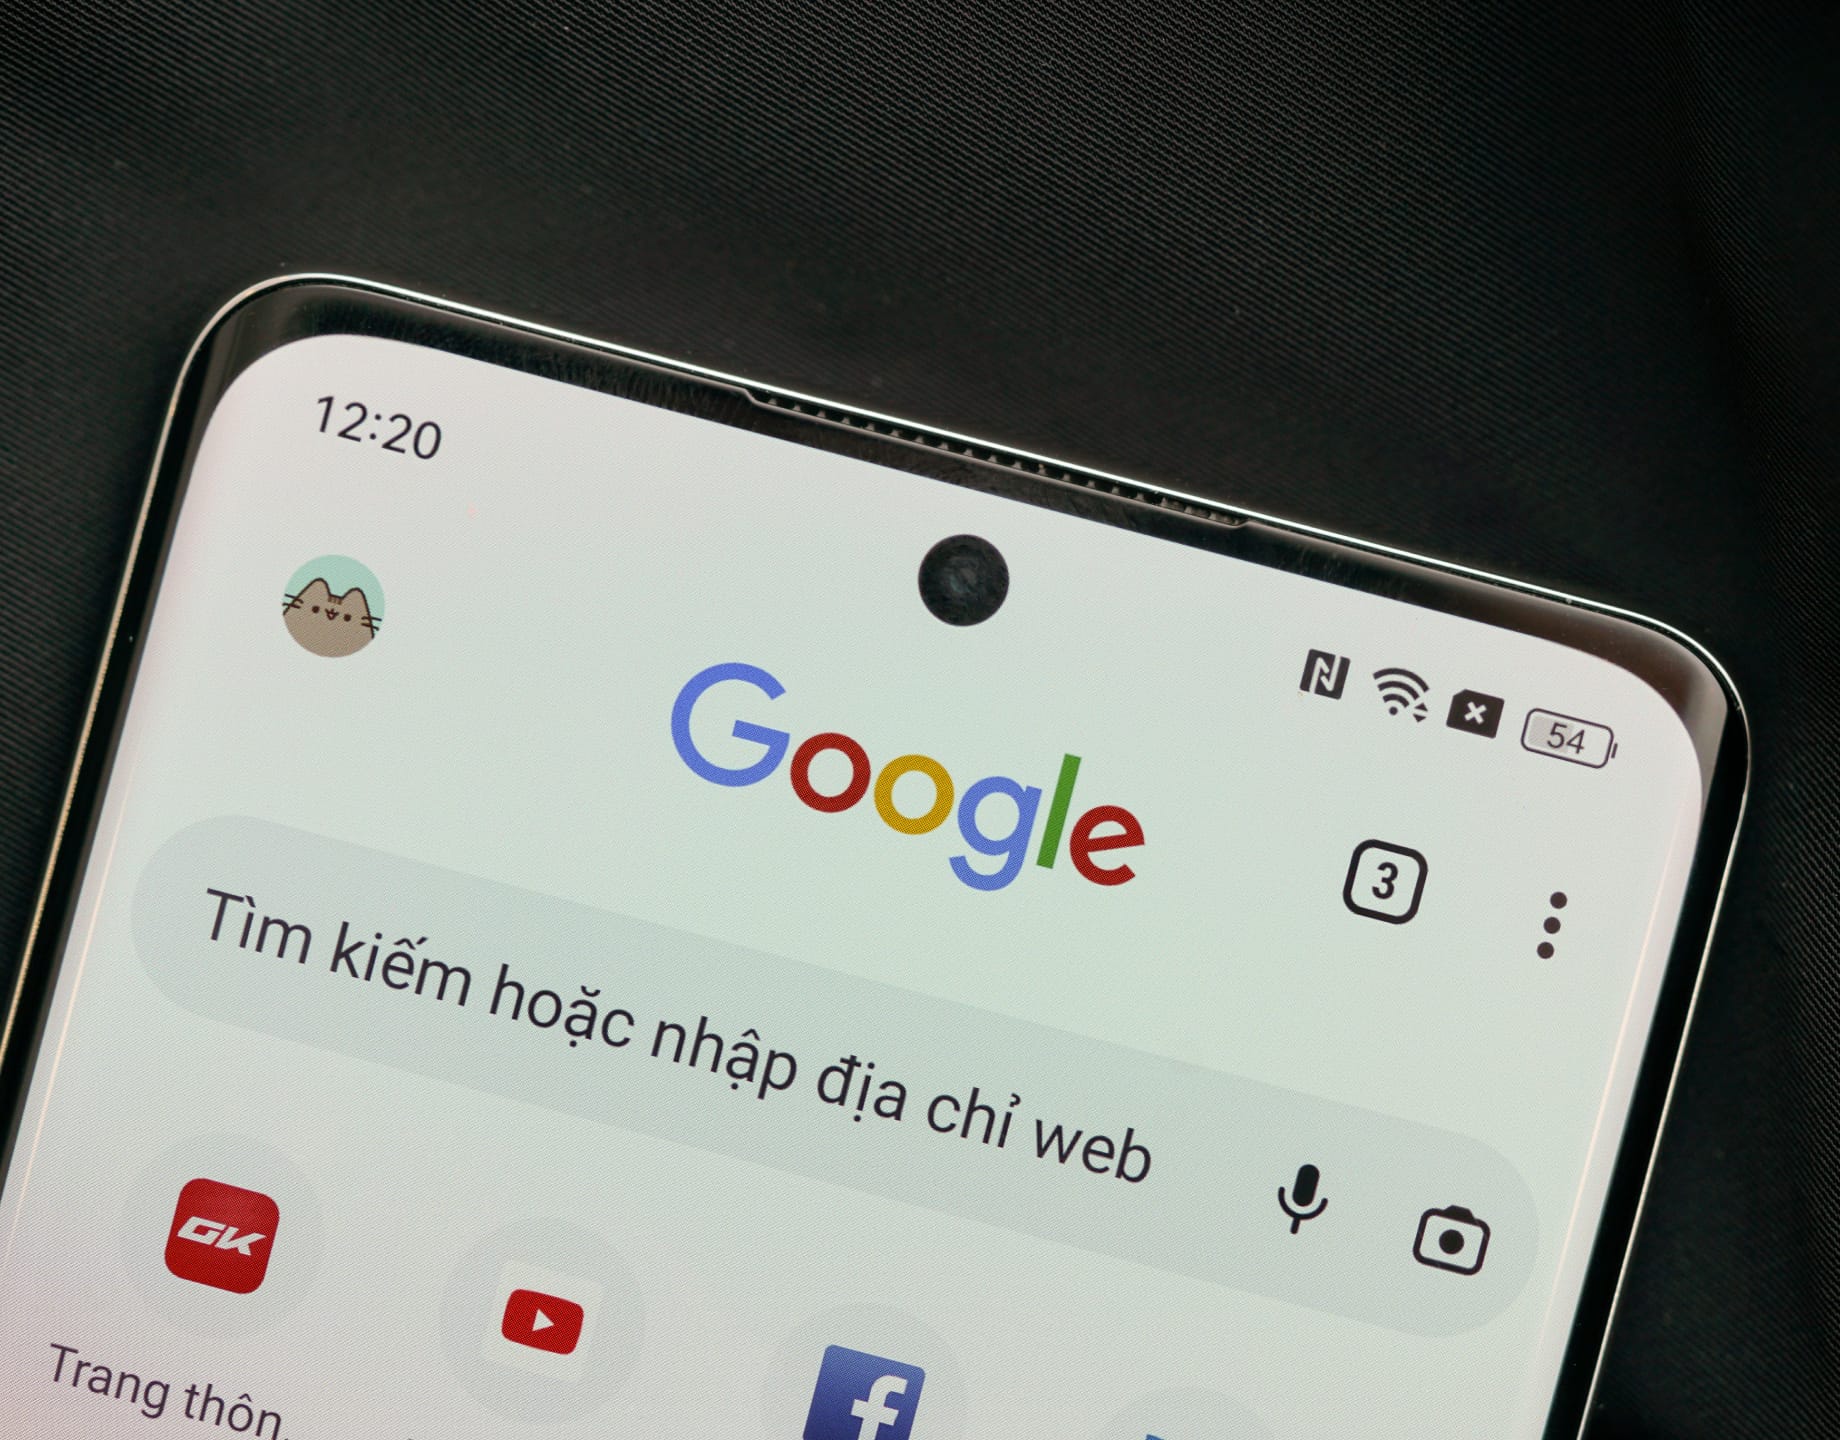 12:20
54
Google
3
Tìm kiếm hoặc nhập địa chỉ web
GK
f
Trang thôn.